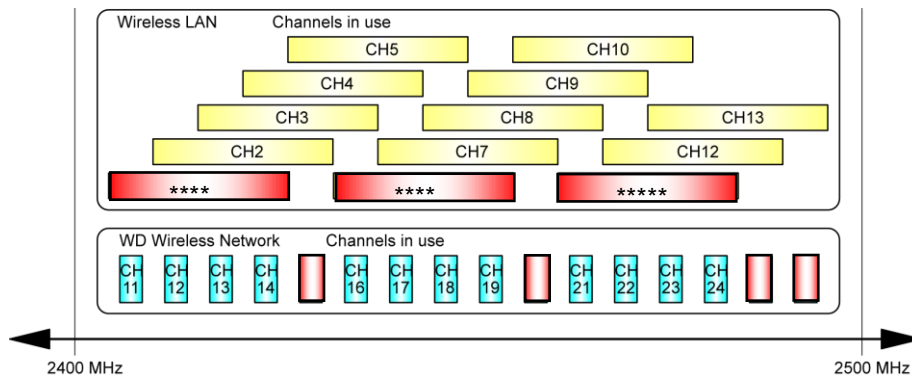 Wireless LAN Channels in use
CH5 CH10
CH4 CH9
CH3 CH8 CH13
CH2 CH7 CH12
**** **** *****
WD Wireless Network Channels in use
CH CH CH CH CH CH CH CH CH CH CH CH
11 12 13 14 16 17 18 19 21 22 23 24
2400 MHz 2500 MHz